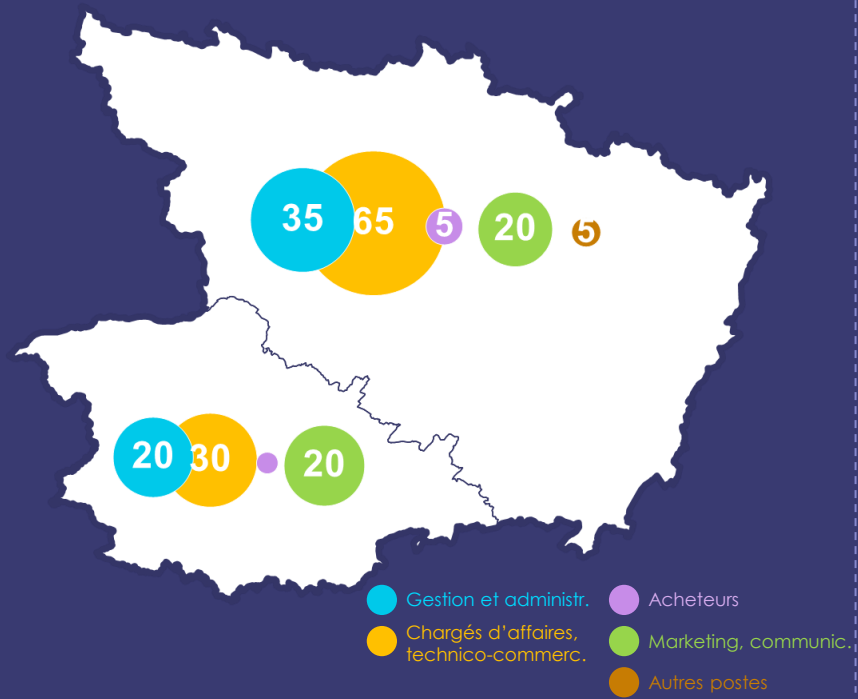 35 65 5 20 5
20 30 20
Gestion et administr.
Chargés d'affaires,
technico-commerc.
Acheteurs
Marketing, communic.
Autres postes